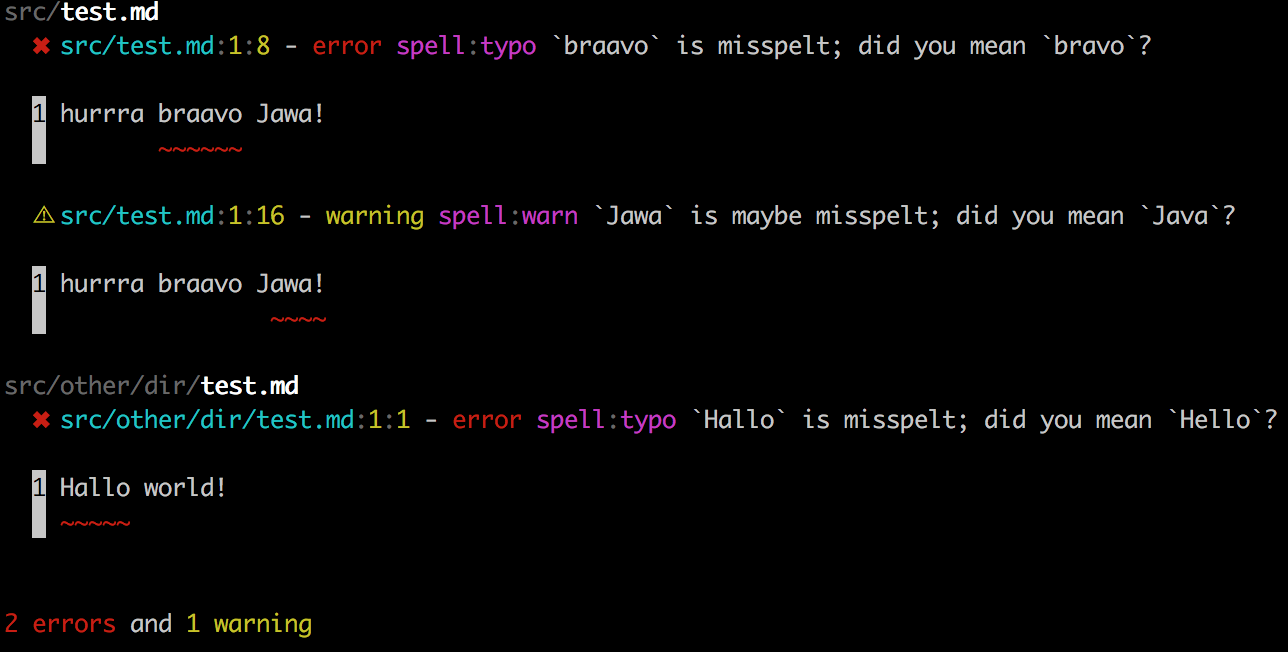 src/test.md
✖ src/test.md:1:8 - error spell:typo `braavo` is misspelt; did you mean `bravo`?
1 hurrra braavo Jawa!
~~~~~~
⚠ src/test.md:1:16 - warning spell:warn `Jawa` is maybe misspelt; did you mean `Java`?
1 hurrra braavo Jawa!
~~~~
src/other/dir/test.md
✖ src/other/dir/test.md:1:1 - error spell:typo `Hallo` is misspelt; did you mean `Hello`?
1 Hallo world!
~~~~~
2 errors and 1 warning